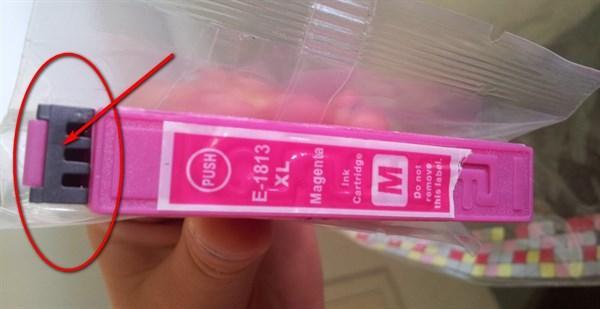 PUSH
E-1813
XL
Magenta
Ink
Cartridge
M
Do not
remove
this label.